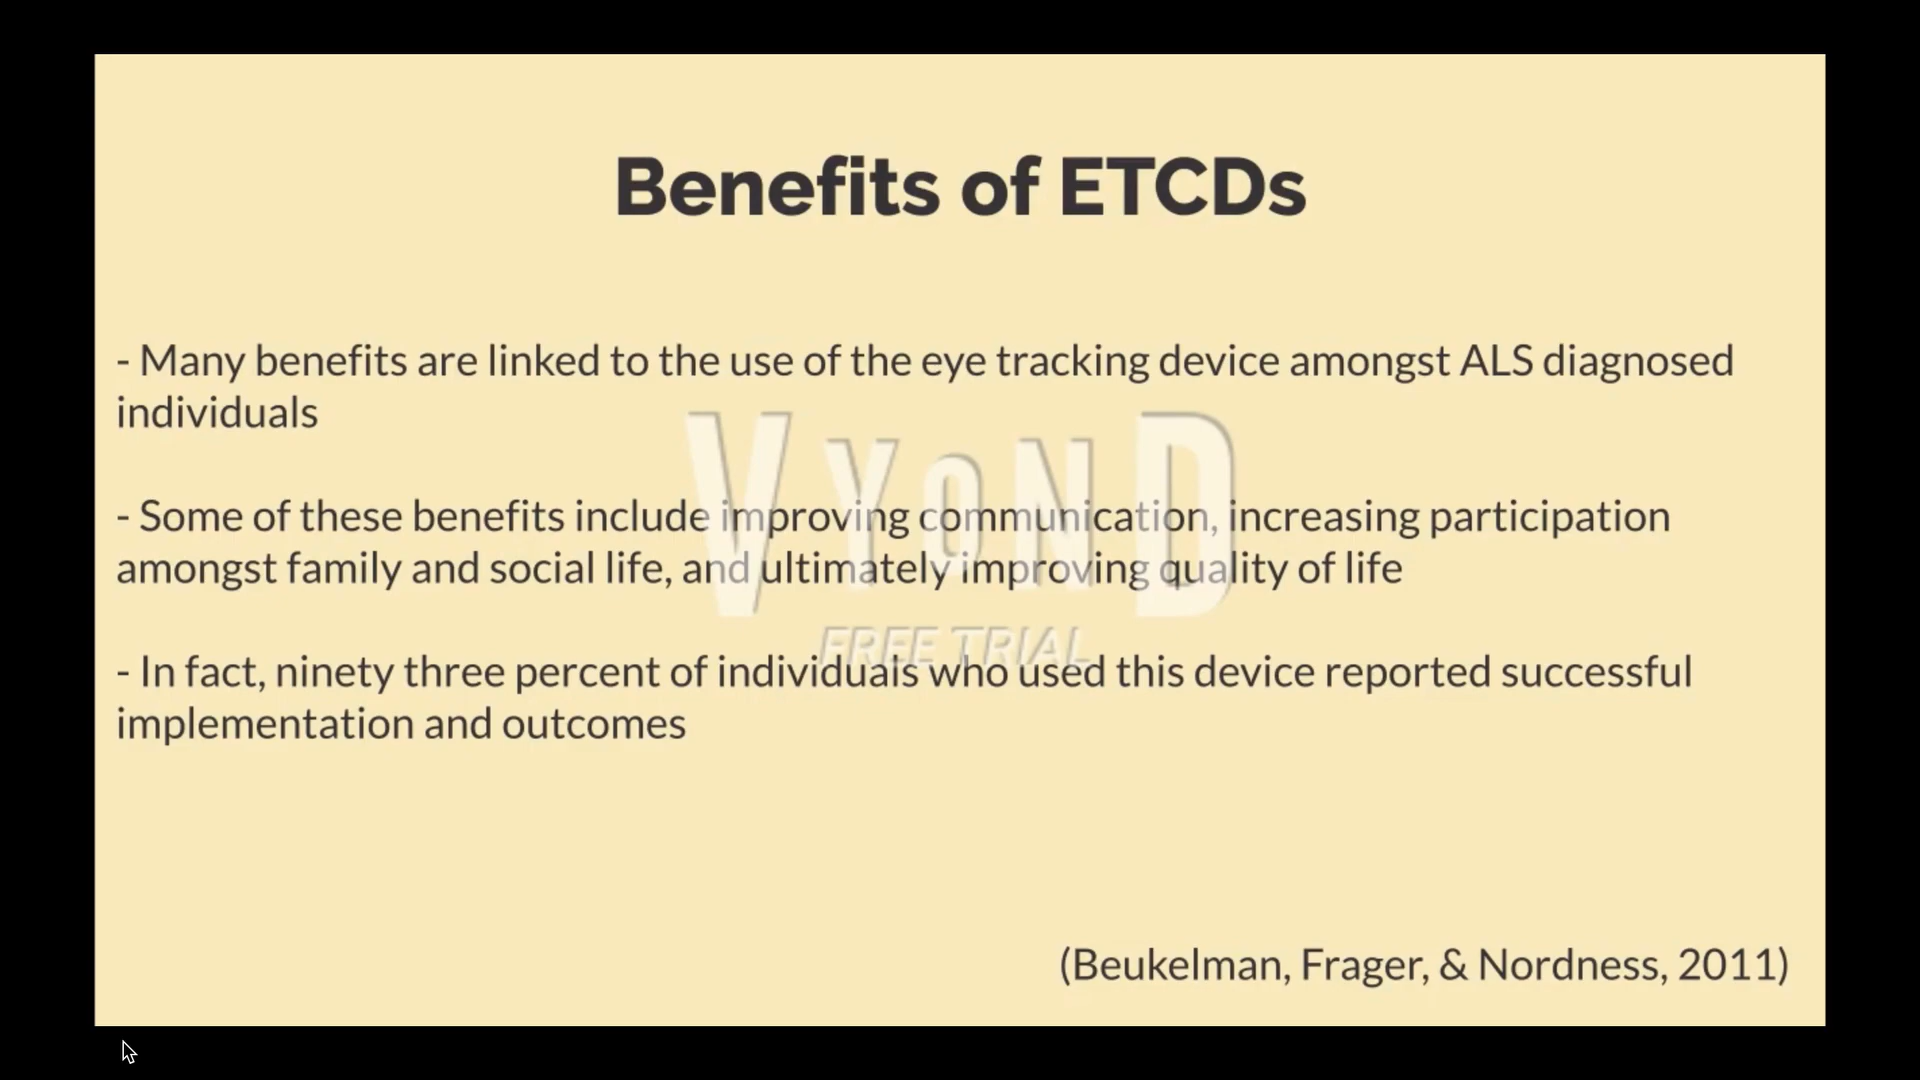 Benefits of ETCDs
- Many benefits are linked to the use of the eye tracking device amongst ALS diagnosed
individuals
- Some of these benefits include improving communication, increasing participation
amongst family and social life, and ultimately improving quality of life
- In fact, ninety three percent of individuals who used this device reported successful
implementation and outcomes
VYOND
FREE TRIAL
(Beukelman, Frager, & Nordness, 2011)